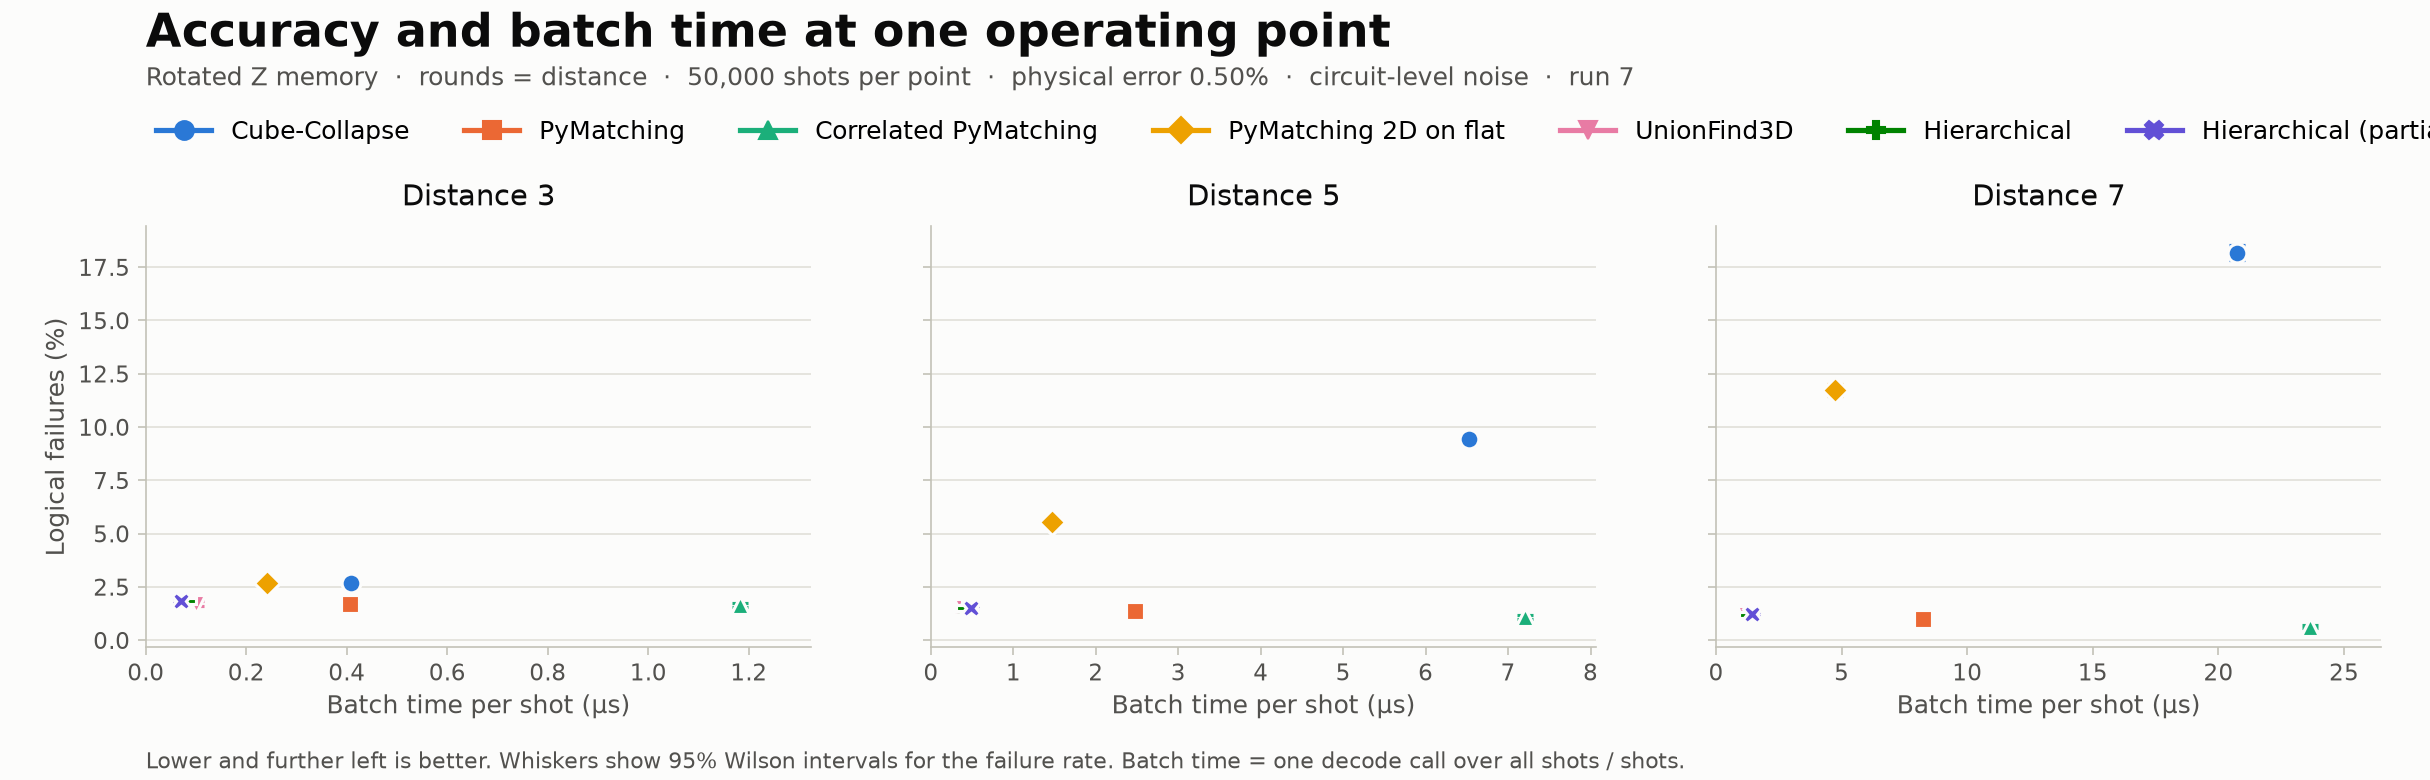 Accuracy and batch time at one operating point
Rotated Z memory · rounds = distance · 50,000 shots per point · physical error 0.50% · circuit-level noise · run 7
Cube-Collapse PyMatching Correlated PyMatching PyMatching 2D on flat UnionFind3D Hierarchical Hierarchical (partia
Distance 3 Distance 5 Distance 7
Logical failures (%)
17.5
15.0
12.5
10.0
7.5
5.0
2.5
0.0
0.0 0.2 0.4 0.6 0.8 1.0 1.2 0 1 2 3 4 5 6 7 8 0 5 10 15 20 25
Batch time per shot (µs) Batch time per shot (µs) Batch time per shot (µs)
Lower and further left is better. Whiskers show 95% Wilson intervals for the failure rate. Batch time = one decode call over all shots / shots.